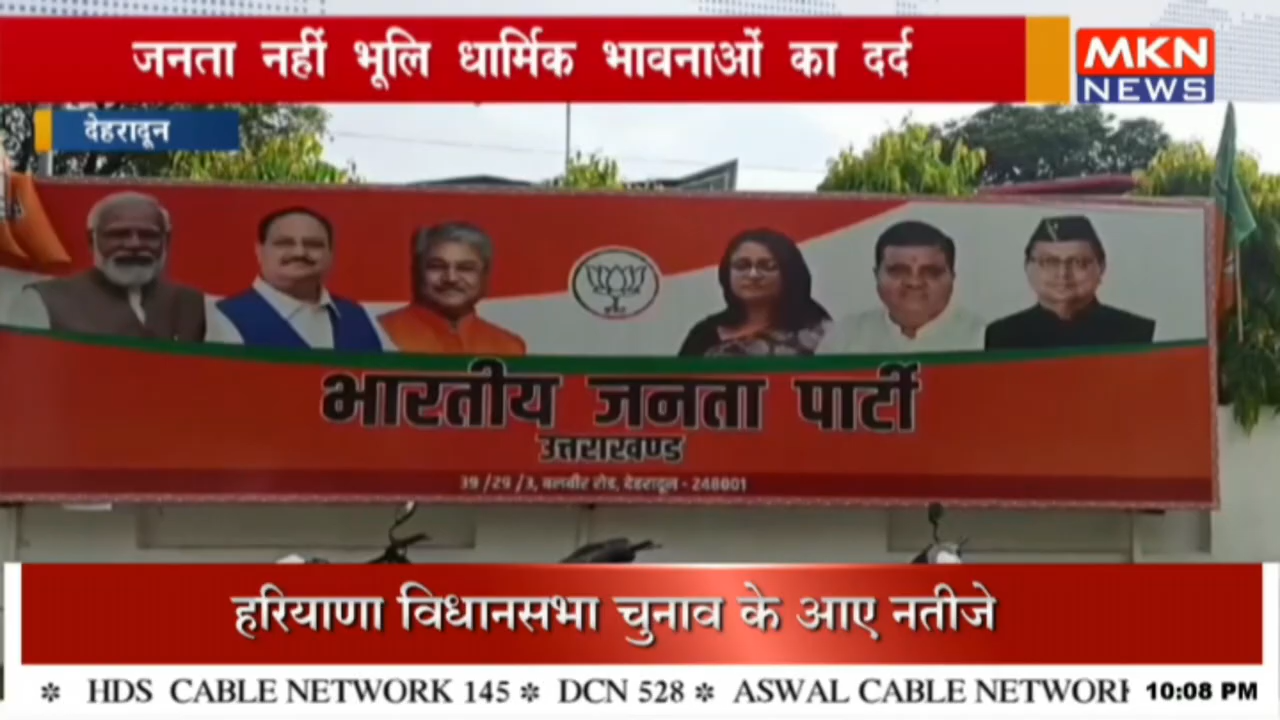 जनता नहीं भूलि धार्मिक भावनाओं का दर्द
MKN
NEWS
देहरादून
भारतीय जनता पार्टी
उत्तराखण्ड
39/29/3, बलबीर रोड, देहरादून - 248001
हरियाणा विधानसभा चुनाव के आए नतीजे
✲ HDS CABLE NETWORK 145 ✲ DCN 528 ✲ ASWAL CABLE NETWORK 10:08 PM